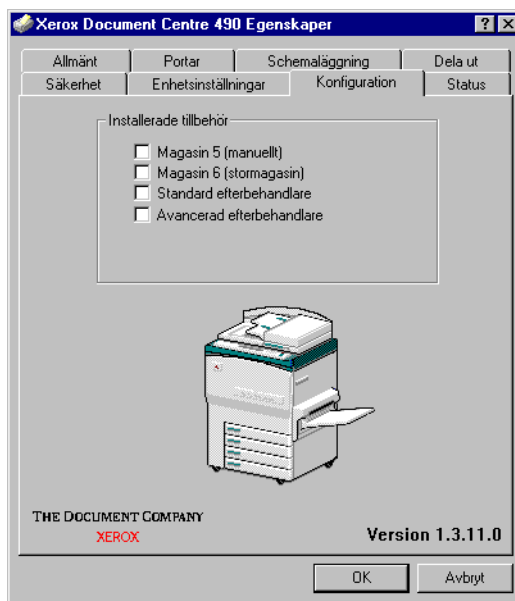 Xerox Document Centre 490 Egenskaper
Allmänt Portar Schemaläggning Dela ut
Säkerhet Enhetsinställningar Konfiguration Status
Installerade tillbehör
Magasin 5 (manuellt)
Magasin 6 (stormagasin)
Standard efterbehandlare
Avancerad efterbehandlare
THE DOCUMENT COMPANY
XEROX
Version 1.3.11.0
OK Avbryt